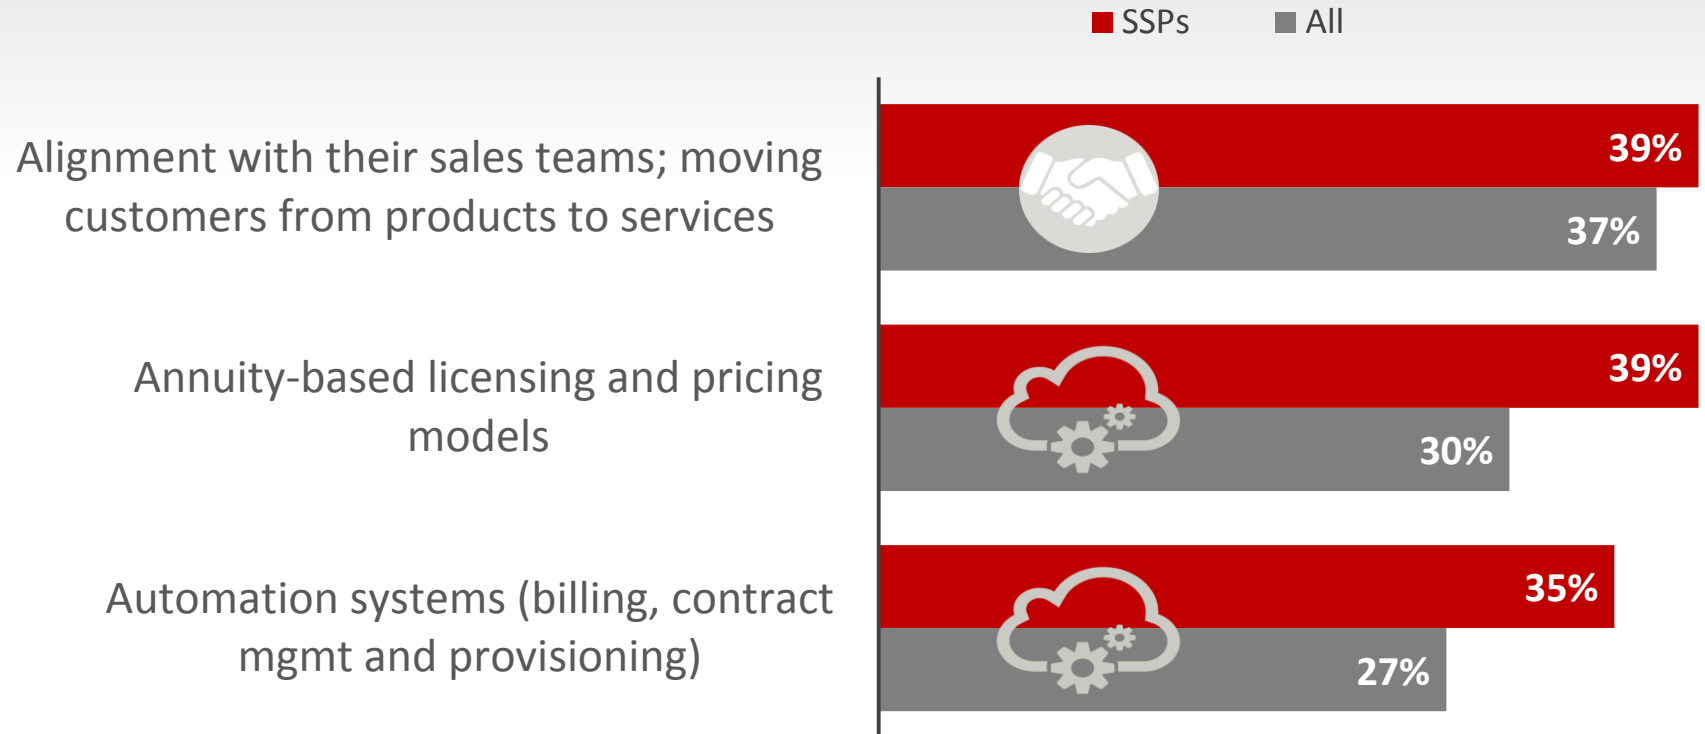 SSPs All
Alignment with their sales teams; moving
customers from products to services
39%
37%
Annuity-based licensing and pricing
models
39%
30%
Automation systems (billing, contract
mgmt and provisioning)
35%
27%